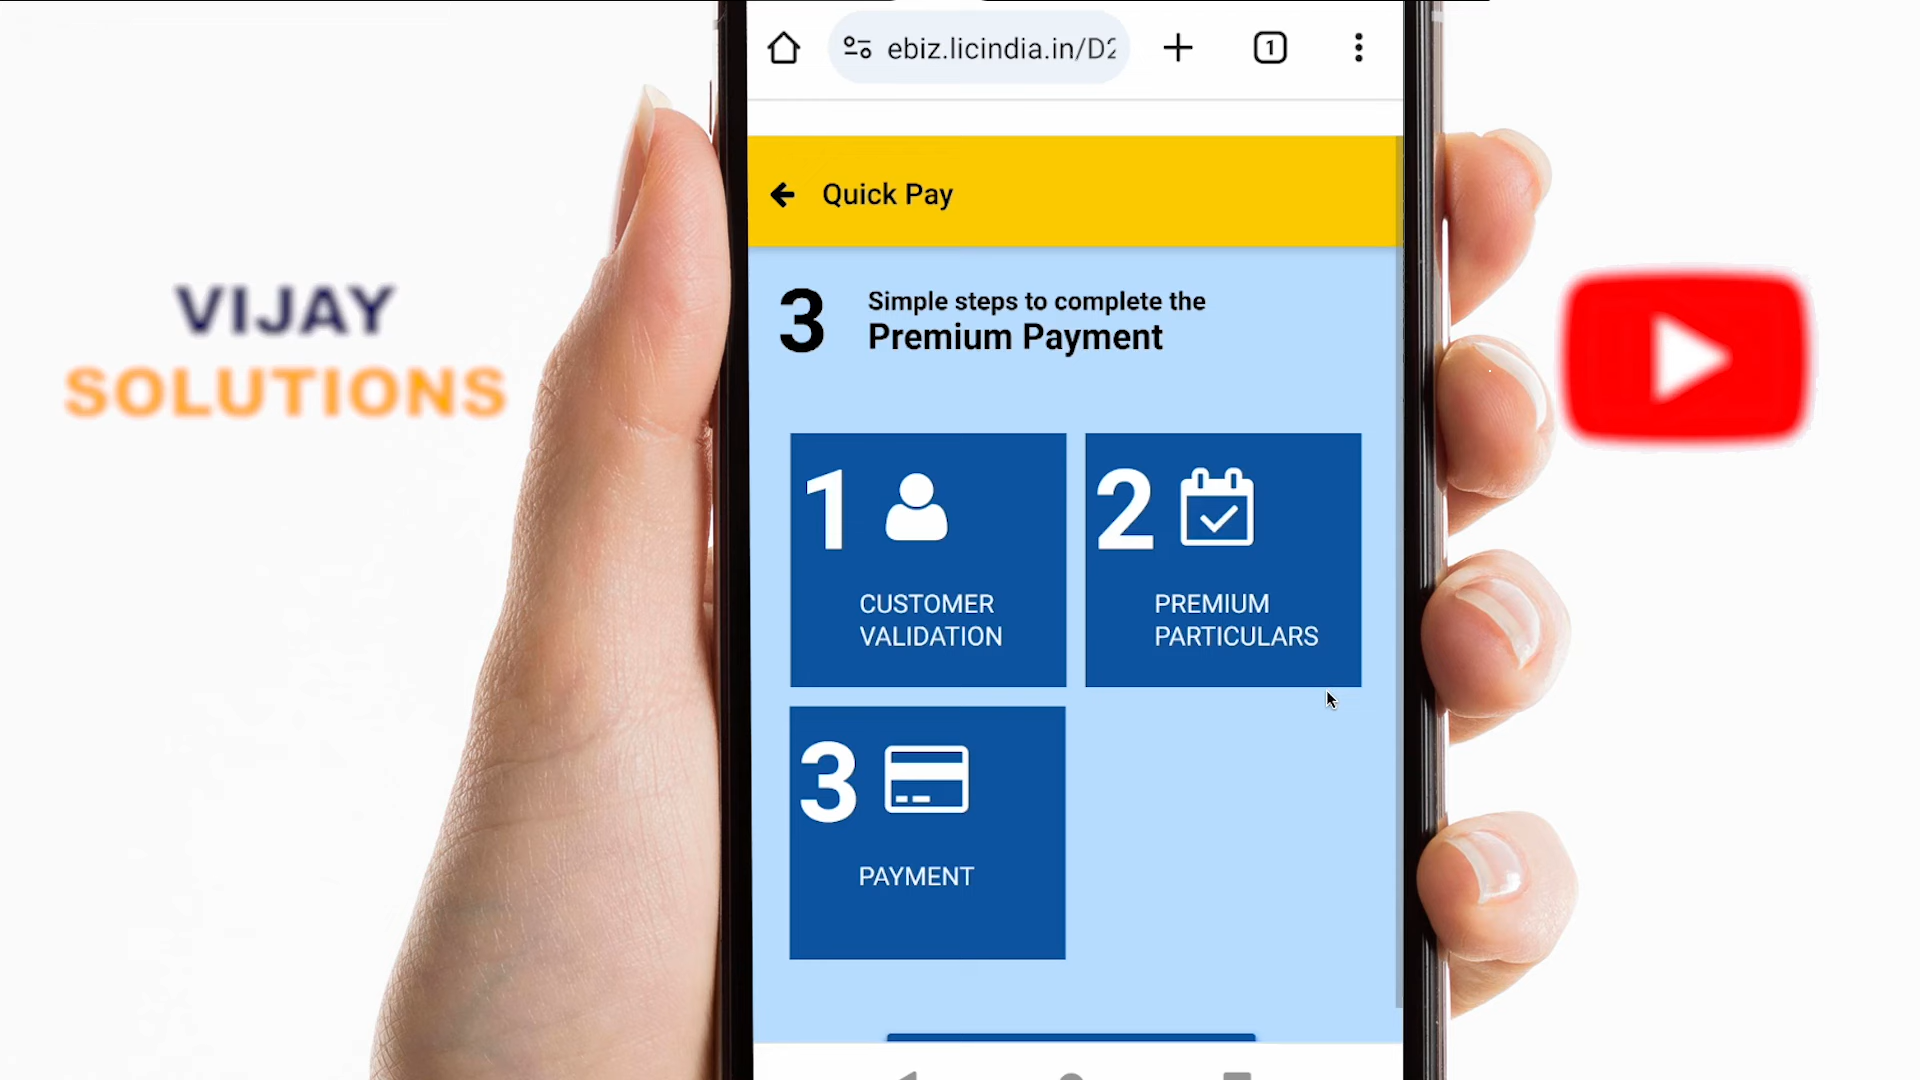 VIJAY
SOLUTIONS
ebiz.licindia.in/D2
1
Quick Pay
3
Simple steps to complete the
Premium Payment
1
CUSTOMER
VALIDATION
2
PREMIUM
PARTICULARS
3
PAYMENT